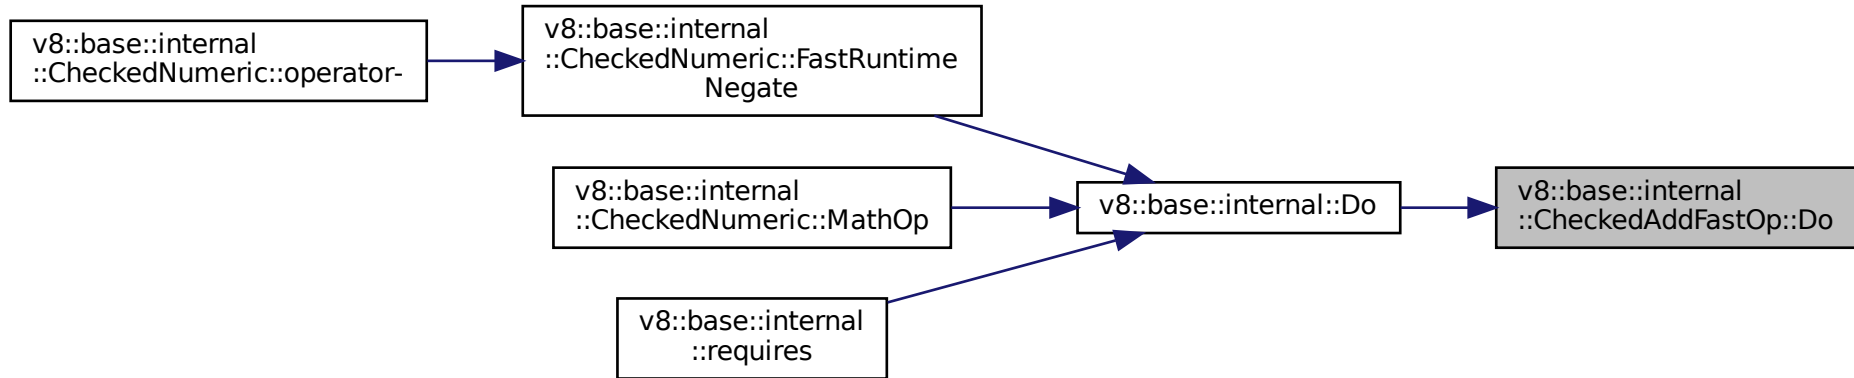 v8::base::internal
::CheckedNumeric::operator-
v8::base::internal
::CheckedNumeric::FastRuntime
Negate
v8::base::internal
::CheckedNumeric::MathOp
v8::base::internal
::requires
v8::base::internal::Do
v8::base::internal
::CheckedAddFastOp::Do